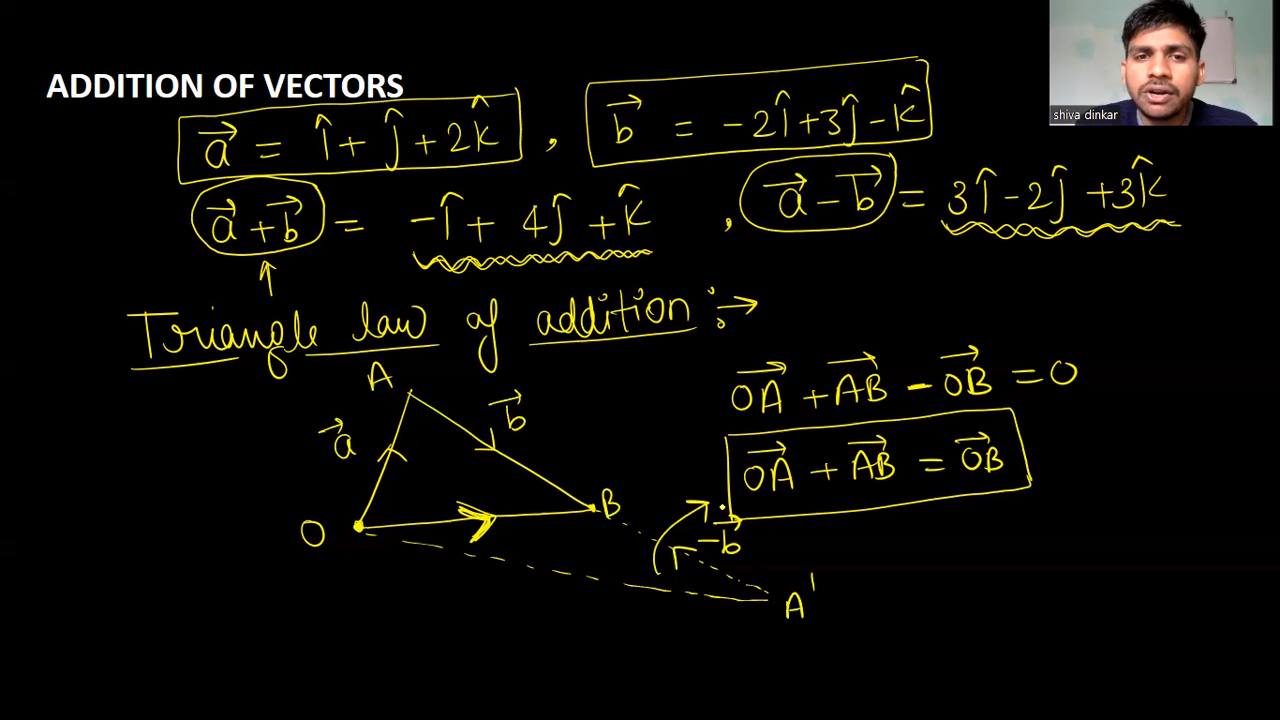 shiva dinkar
ADDITION OF VECTORS
a⃗ = î + ĵ + 2k̂ , b⃗ = -2î + 3ĵ - k̂
a⃗ + b⃗ = -î + 4ĵ + k̂ , a⃗ - b⃗ = 3î - 2ĵ + 3k̂
Triangle law of addition :→
A
a⃗
b⃗
O
B
-b⃗
A'
OA⃗ + AB⃗ - OB⃗ = 0
OA⃗ + AB⃗ = OB⃗